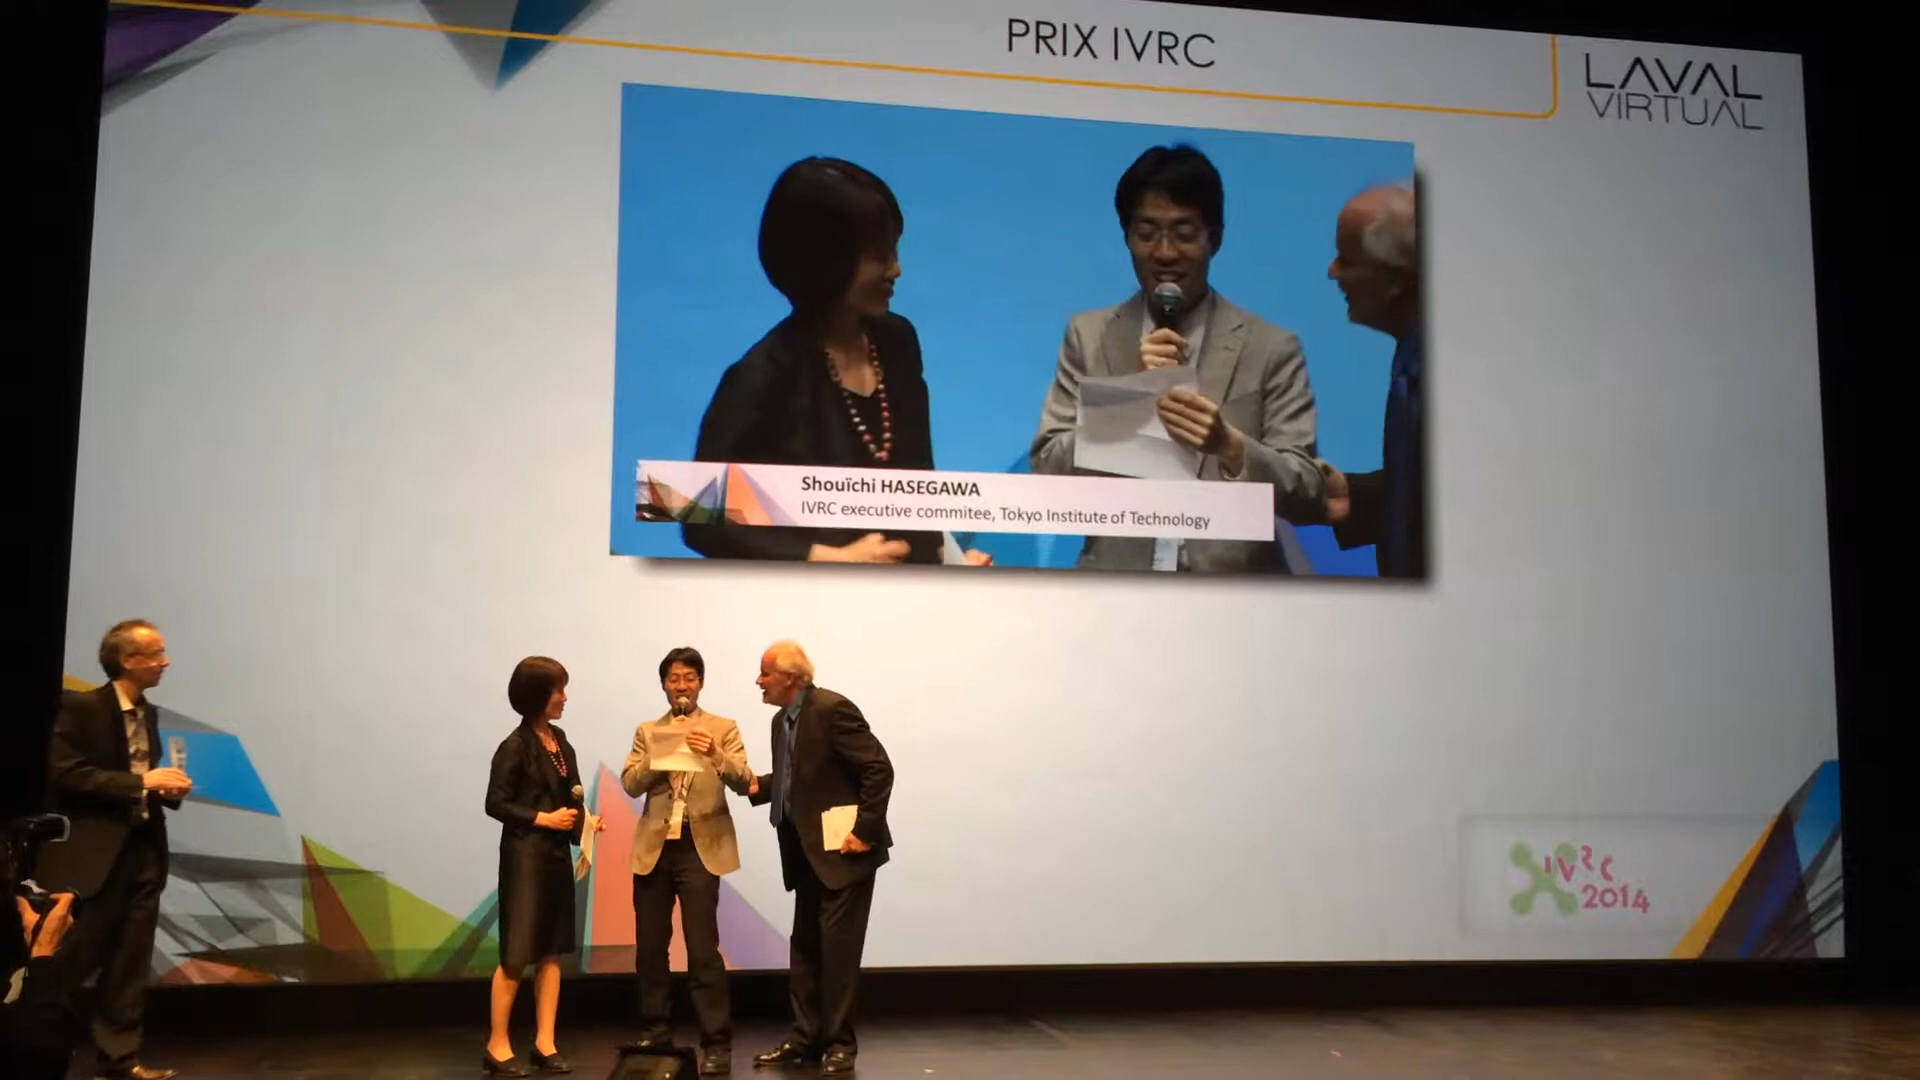 PRIX IVRC
LAVAL
VIRTUAL
Shouïchi HASEGAWA
IVRC executive commitee, Tokyo Institute of Technology
IVRC
2014